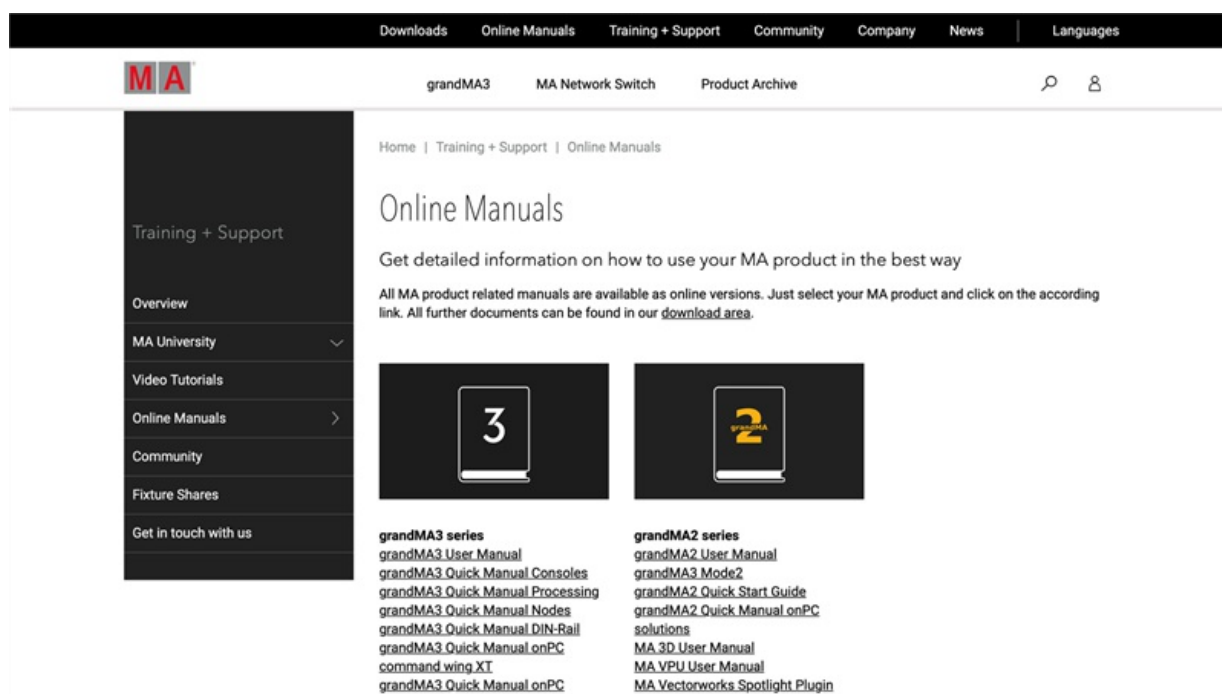 Downloads Online Manuals Training + Support Community Company News Languages
MA
grandMA3 MA Network Switch Product Archive
Training + Support
Overview
MA University
Video Tutorials
Online Manuals
Community
Fixture Shares
Get in touch with us
Home | Training + Support | Online Manuals
Online Manuals
Get detailed information on how to use your MA product in the best way
All MA product related manuals are available as online versions. Just select your MA product and click on the according
link. All further documents can be found in our download area.
3
grandMA3 series
grandMA3 User Manual
grandMA3 Quick Manual Consoles
grandMA3 Quick Manual Processing
grandMA3 Quick Manual Nodes
grandMA3 Quick Manual DIN-Rail
grandMA3 Quick Manual onPC
command wing XT
grandMA3 Quick Manual onPC
2
grandMA
grandMA2 series
grandMA2 User Manual
grandMA3 Mode2
grandMA2 Quick Start Guide
grandMA2 Quick Manual onPC
solutions
MA 3D User Manual
MA VPU User Manual
MA Vectorworks Spotlight Plugin